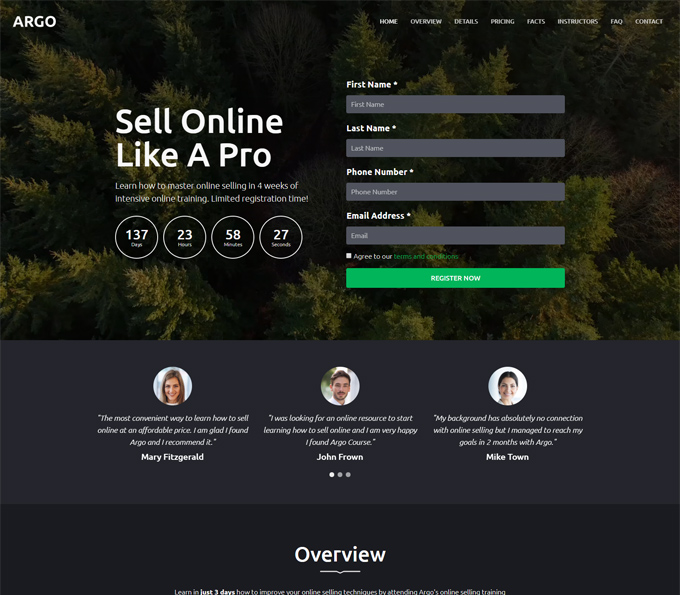 ARGO
HOME OVERVIEW DETAILS PRICING FACTS INSTRUCTORS FAQ CONTACT
Sell Online
Like A Pro
Learn how to master online selling in 4 weeks of
intensive online training. Limited registration time!
137 23 58 27
Days Hours Minutes Seconds
First Name *
First Name
Last Name *
Last Name
Phone Number *
Phone Number
Email Address *
Email
Agree to our terms and conditions
REGISTER NOW
"The most convenient way to learn how to sell
online at an affordable price. I am glad I found
Argo and I recommend it."
Mary Fitzgerald
"I was looking for an online resource to start
learning how to sell online and I am very happy
I found Argo Course."
John Frown
"My background has absolutely no connection
with online selling but I managed to reach my
goals in 2 months with Argo."
Mike Town
Overview
Learn in just 3 days how to improve your online selling techniques by attending Argo's online selling training